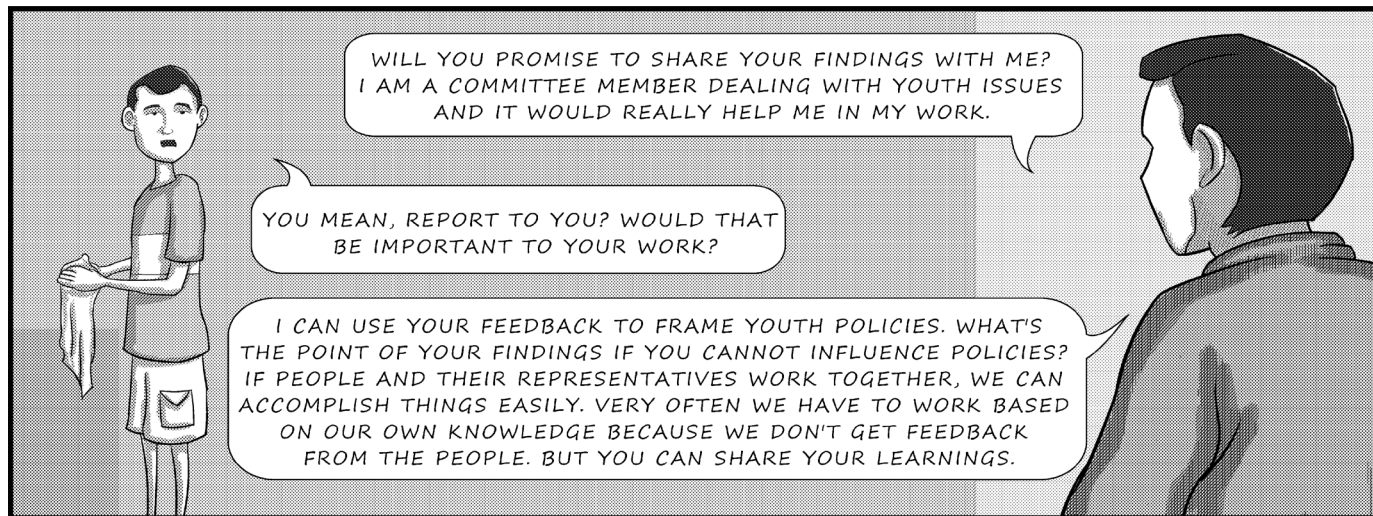 WILL YOU PROMISE TO SHARE YOUR FINDINGS WITH ME?
I AM A COMMITTEE MEMBER DEALING WITH YOUTH ISSUES
AND IT WOULD REALLY HELP ME IN MY WORK.
YOU MEAN, REPORT TO YOU? WOULD THAT
BE IMPORTANT TO YOUR WORK?
I CAN USE YOUR FEEDBACK TO FRAME YOUTH POLICIES. WHAT'S
THE POINT OF YOUR FINDINGS IF YOU CANNOT INFLUENCE POLICIES?
IF PEOPLE AND THEIR REPRESENTATIVES WORK TOGETHER, WE CAN
ACCOMPLISH THINGS EASILY. VERY OFTEN WE HAVE TO WORK BASED
ON OUR OWN KNOWLEDGE BECAUSE WE DON'T GET FEEDBACK
FROM THE PEOPLE. BUT YOU CAN SHARE YOUR LEARNINGS.